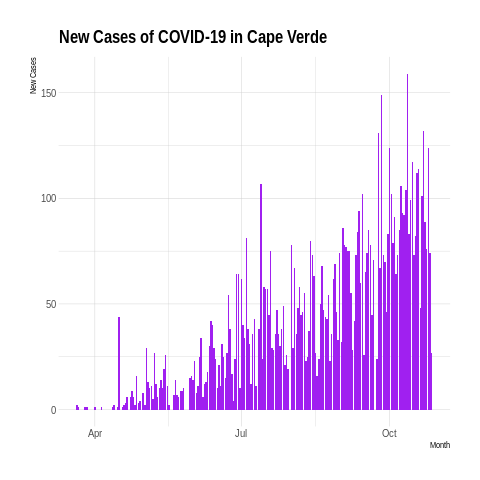 New Cases of COVID-19 in Cape Verde
New Cases
150
100
50
0
Apr
Jul
Oct
Month